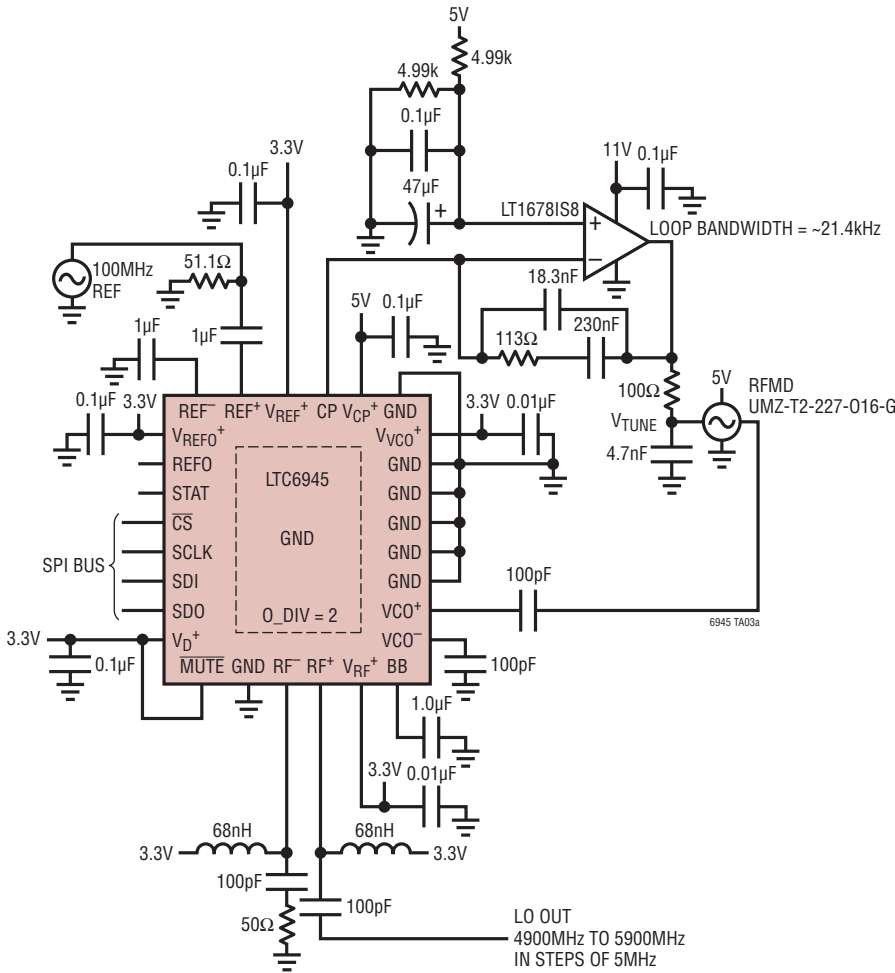 5V
4.99k
4.99k
0.1µF
47µF
+
3.3V
0.1µF
11V
0.1µF
LT1678IS8
+
–
LOOP BANDWIDTH = ~21.4kHz
100MHz
REF
51.1Ω
1µF
1µF
5V
0.1µF
18.3nF
113Ω
230nF
100Ω
5V
RFMD
UMZ-T2-227-O16-G
VTUNE
4.7nF
0.1µF
3.3V
3.3V
0.01µF
REF–
REF+
VREF+
CP
VCP+
GND
VREFO+
VVCO+
REFO
GND
STAT
GND
CS
GND
SCLK
GND
SDI
GND
SDO
VCO+
VD+
VCO–
LTC6945
GND
O_DIV = 2
SPI BUS
3.3V
0.1µF
MUTE
GND
RF–
RF+
VRF+
BB
100pF
6945 TA03a
100pF
1.0µF
3.3V
0.01µF
68nH
68nH
3.3V
3.3V
100pF
100pF
50Ω
LO OUT
4900MHz TO 5900MHz
IN STEPS OF 5MHz